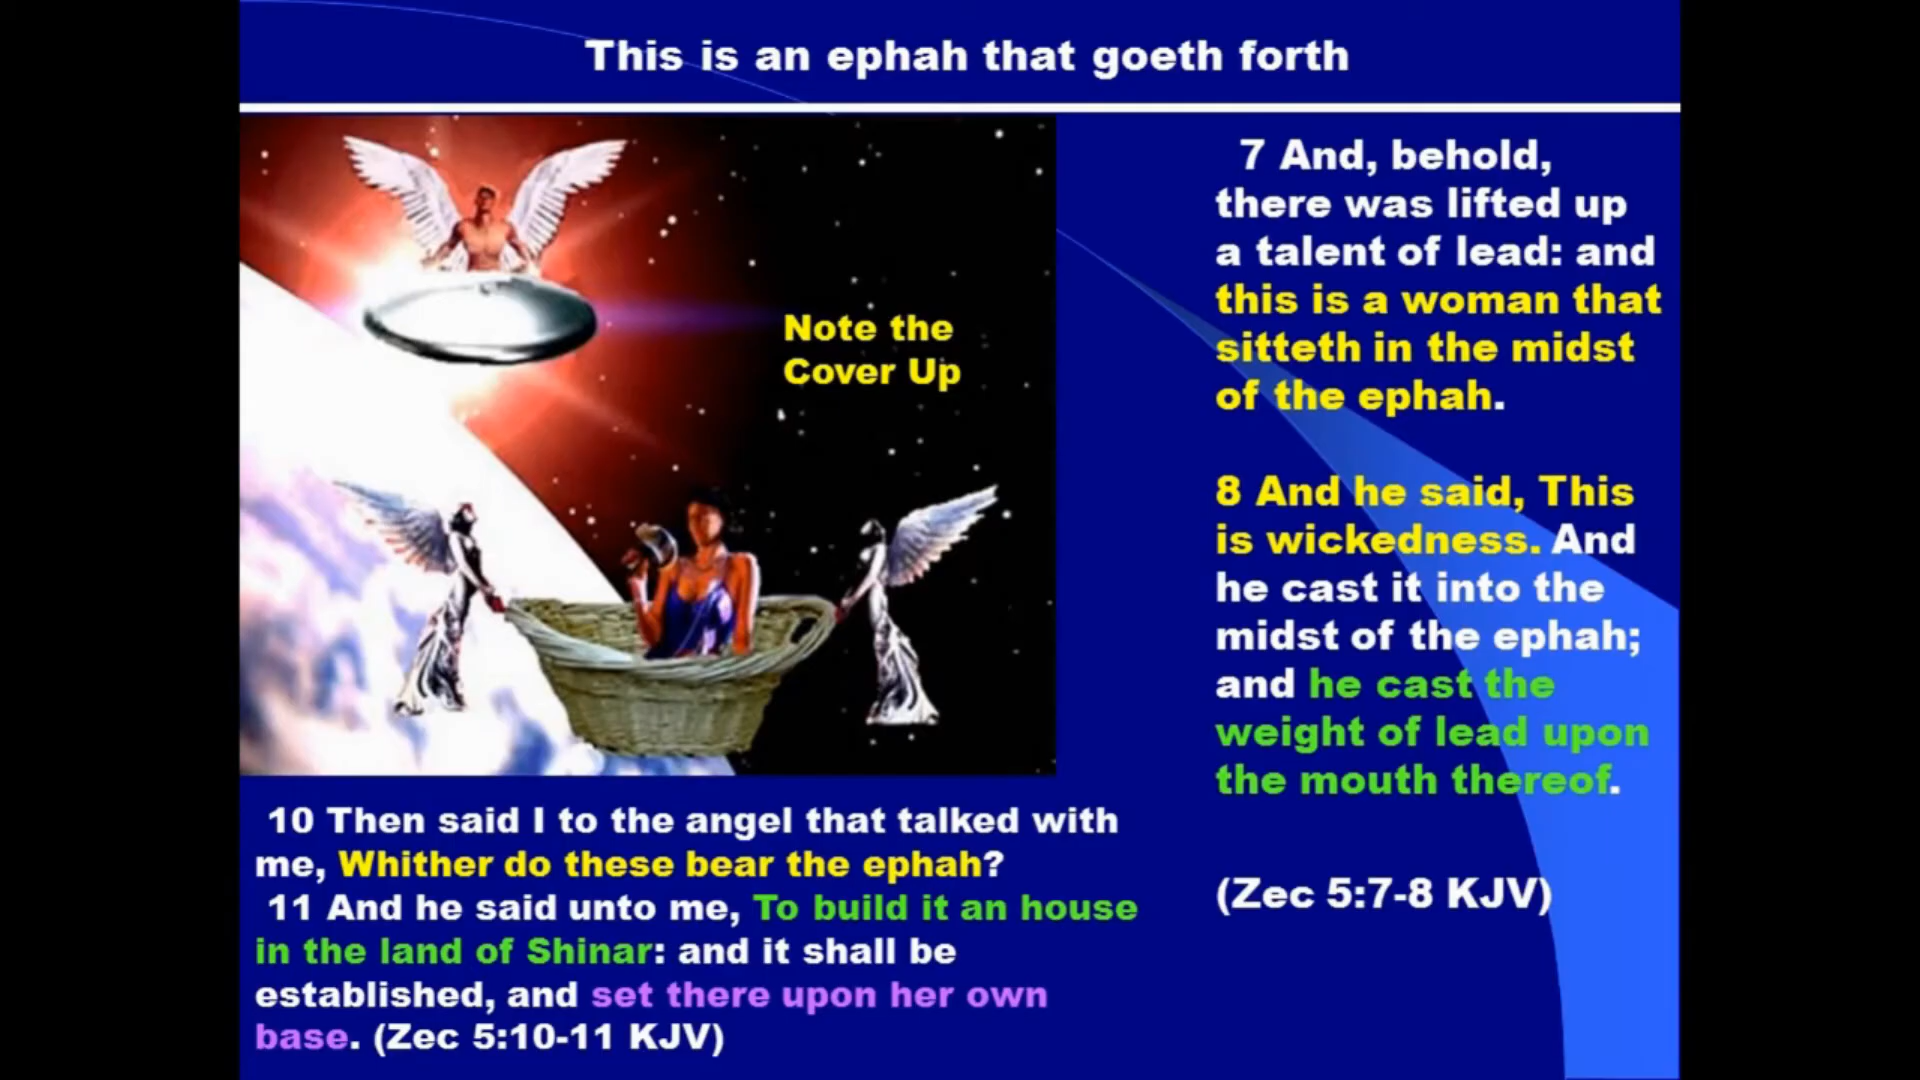 This is an ephah that goeth forth
Note the
Cover Up
7 And, behold,
there was lifted up
a talent of lead: and
this is a woman that
sitteth in the midst
of the ephah.
8 And he said, This
is wickedness. And
he cast it into the
midst of the ephah;
and he cast the
weight of lead upon
the mouth thereof.
(Zec 5:7-8 KJV)
10 Then said I to the angel that talked with
me, Whither do these bear the ephah?
11 And he said unto me, To build it an house
in the land of Shinar: and it shall be
established, and set there upon her own
base. (Zec 5:10-11 KJV)